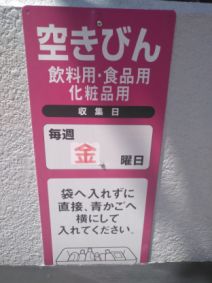 空きびん
飲料用・食品用
化粧品用
収集日
毎週
金 曜日
袋へ入れずに
直接、青かごへ
横にして
入れてください。